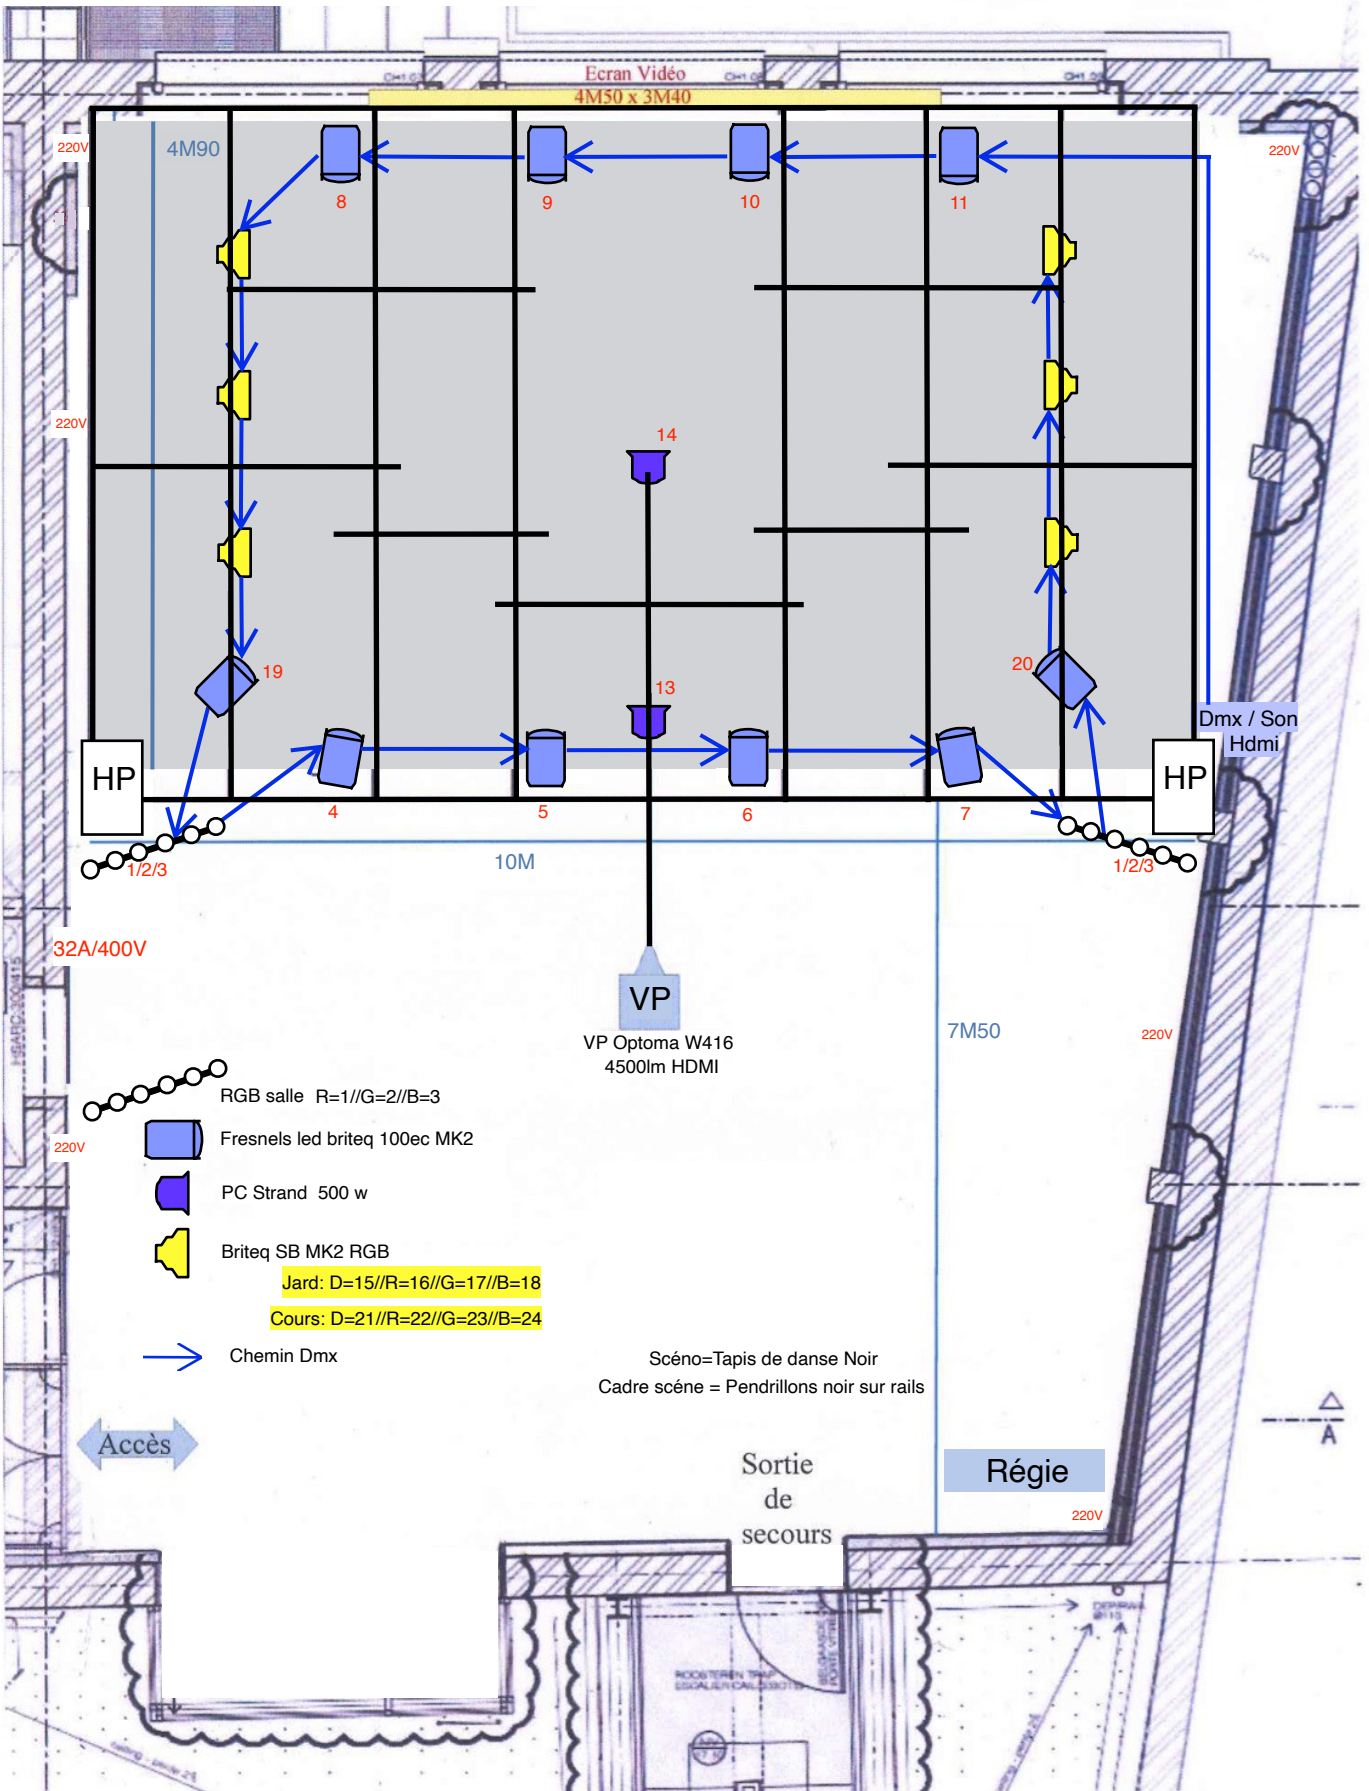 Ecran Vidéo
4M50 x 3M40
220V
4M90
220V
8
9
10
11
220V
14
19
20
13
Dmx / Son
Hdmi
HP
HP
4
5
6
7
1/2/3
10M
1/2/3
32A/400V
VP
VP Optoma W416
4500lm HDMI
7M50
220V
RGB salle R=1//G=2//B=3
220V
Fresnels led briteq 100ec MK2
PC Strand 500 w
Briteq SB MK2 RGB
Jard: D=15//R=16//G=17//B=18
Cours: D=21//R=22//G=23//B=24
Chemin Dmx
Scéno=Tapis de danse Noir
Cadre scéne = Pendrillons noir sur rails
A
Accès
Sortie
de
secours
Régie
220V